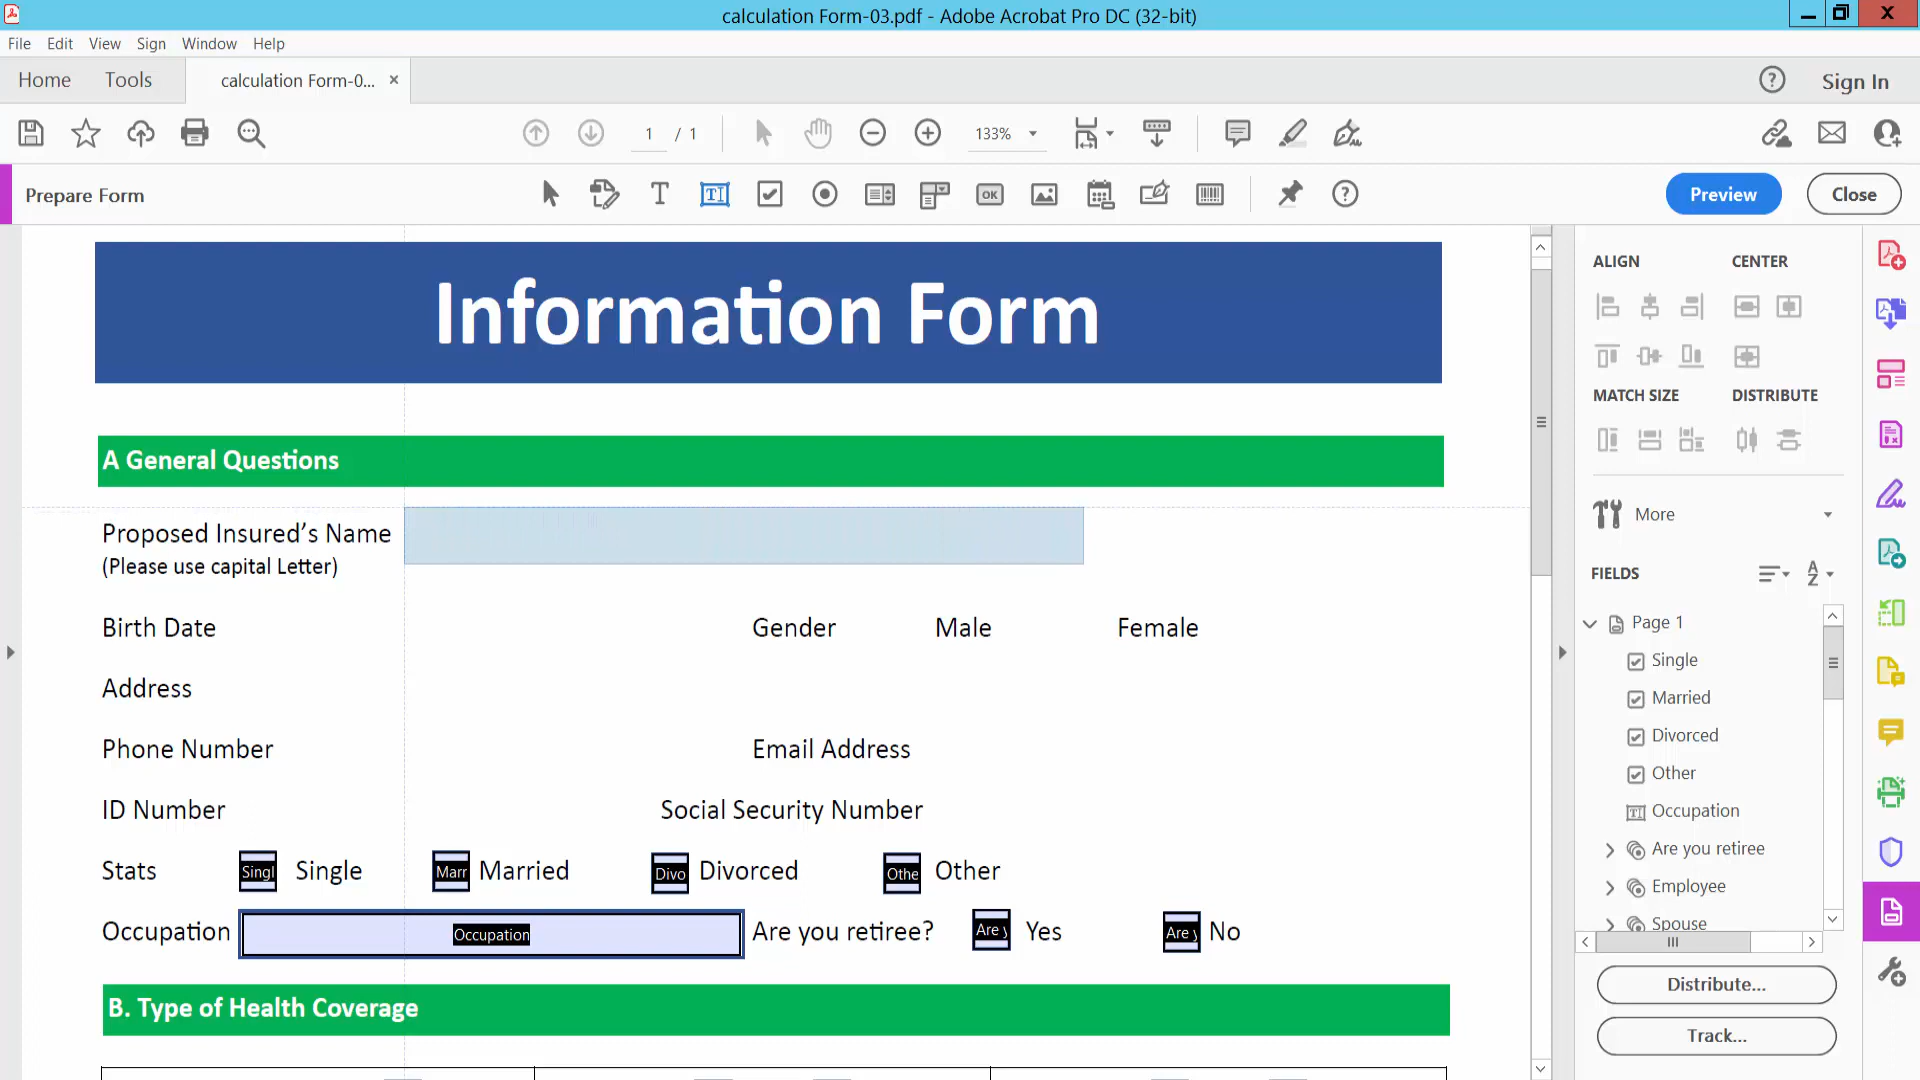 calculation Form-03.pdf - Adobe Acrobat Pro DC (32-bit)
File Edit View Sign Window Help
Home Tools calculation Form-0... × Sign In
1 / 1 133%
Prepare Form OK Preview Close
Information Form
A General Questions
Proposed Insured’s Name
(Please use capital Letter)
Birth Date Gender Male Female
Address
Phone Number Email Address
ID Number Social Security Number
Stats Singl Single Marr Married Divo Divorced Othe Other
Occupation Occupation Are you retiree? Are y Yes Are y No
B. Type of Health Coverage
ALIGN CENTER
MATCH SIZE DISTRIBUTE
More
FIELDS
Page 1
Single
Married
Divorced
Other
Occupation
Are you retiree
Employee
Spouse
Distribute...
Track...